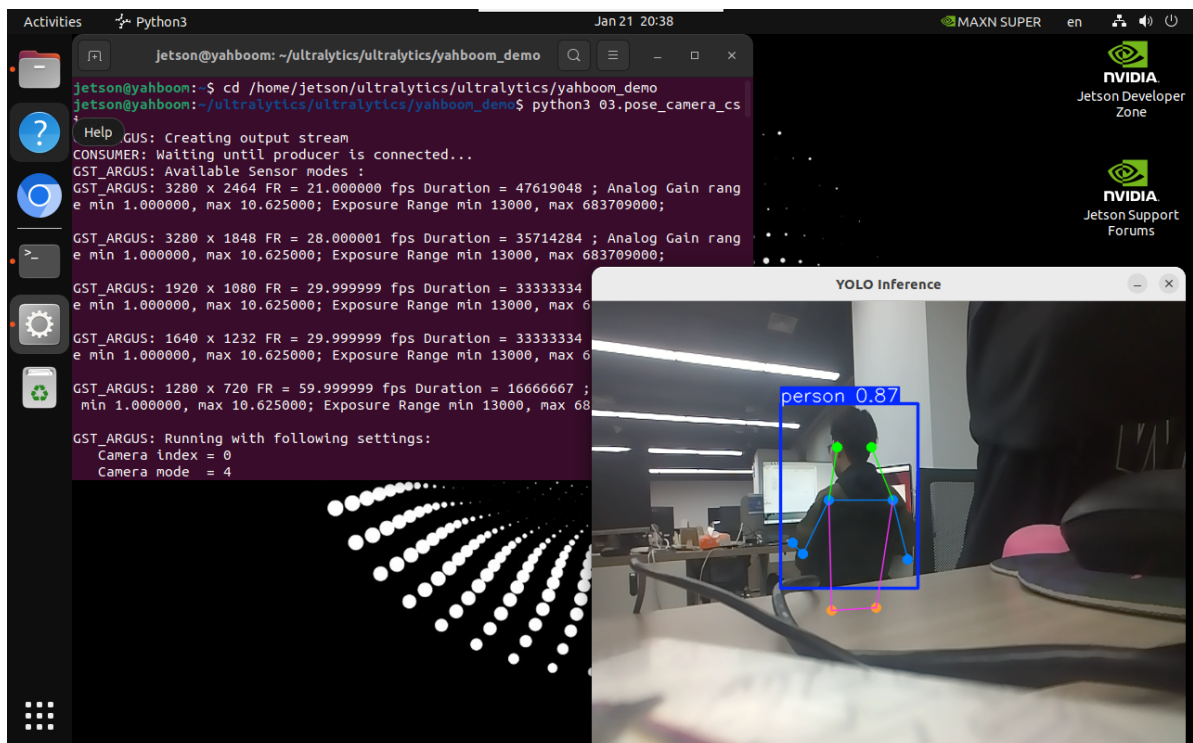 Activities
Python3
Jan 21 20:38
MAXN SUPER
en
jetson@yahboom: ~/ultralytics/ultralytics/yahboom_demo
jetson@yahboom:~$ cd /home/jetson/ultralytics/ultralytics/yahboom_demo
jetson@yahboom:~/ultralytics/ultralytics/yahboom_demo$ python3 03.pose_camera_cs
Help
GUS: Creating output stream
CONSUMER: Waiting until producer is connected...
GST_ARGUS: Available Sensor modes :
GST_ARGUS: 3280 x 2464 FR = 21.000000 fps Duration = 47619048 ; Analog Gain rang
e min 1.000000, max 10.625000; Exposure Range min 13000, max 683709000;
GST_ARGUS: 3280 x 1848 FR = 28.000001 fps Duration = 35714284 ; Analog Gain rang
e min 1.000000, max 10.625000; Exposure Range min 13000, max 683709000;
GST_ARGUS: 1920 x 1080 FR = 29.999999 fps Duration = 33333334
e min 1.000000, max 10.625000; Exposure Range min 13000, max 6
GST_ARGUS: 1640 x 1232 FR = 29.999999 fps Duration = 33333334
e min 1.000000, max 10.625000; Exposure Range min 13000, max 6
GST_ARGUS: 1280 x 720 FR = 59.999999 fps Duration = 16666667 ;
min 1.000000, max 10.625000; Exposure Range min 13000, max 68
GST_ARGUS: Running with following settings:
Camera index = 0
Camera mode = 4
NVIDIA.
Jetson Developer
Zone
NVIDIA.
Jetson Support
Forums
YOLO Inference
person 0.87